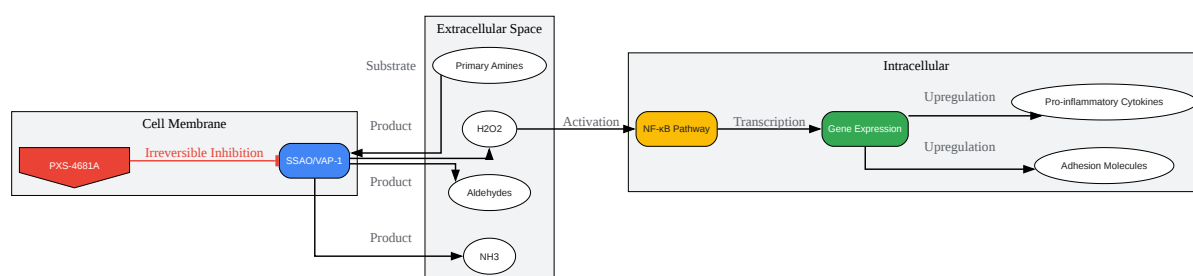 Extracellular Space
Substrate
Primary Amines
Intracellular
Cell Membrane
Product
H2O2
Activation
NF-κB Pathway
Transcription
Gene Expression
Upregulation
Pro-inflammatory Cytokines
PXS-4681A
Irreversible Inhibition
SSAO/VAP-1
Product
Aldehydes
Upregulation
Adhesion Molecules
Product
NH3